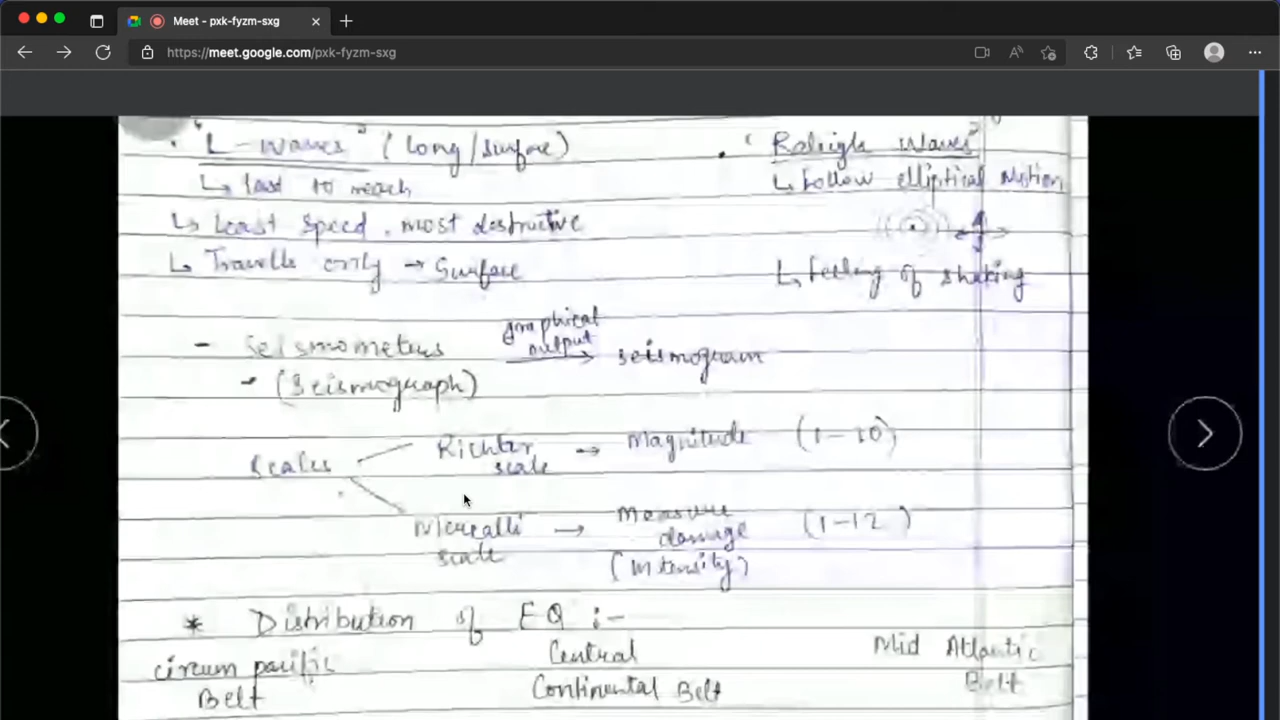 Meet - pxk-fyzm-sxg
https://meet.google.com/pxk-fyzm-sxg
"L-waves" (long/surface)
↳ last to reach
↳ Least speed, most destructive
↳ Travells only → Surface
• "Raleigh Waves"
↳ Follow elliptical Motion
↳ Feeling of shaking
- Seismometers graphical output → seismogram
- (Seismograph)
Scales
Richter scale → Magnitude (1-10)
Mercalli scale → Measure damage (Intensity) (1-12)
* Distribution of EQ :-
Circum pacific Belt
Central Continental Belt
Mid Atlantic Belt